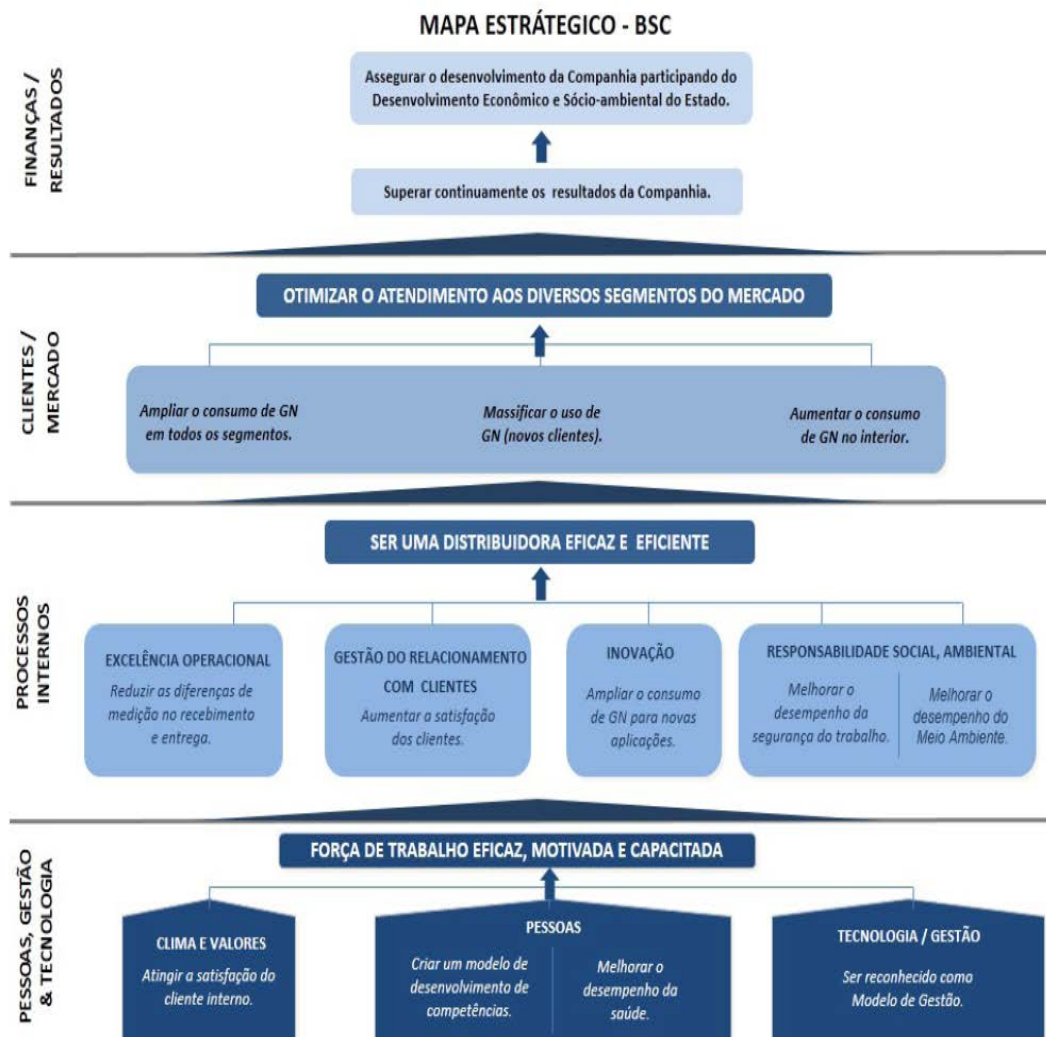 MAPA ESTRÁTEGICO - BSC
FINANÇAS /
RESULTADOS
Assegurar o desenvolvimento da Companhia participando do
Desenvolvimento Econômico e Sócio-ambiental do Estado.
Superar continuamente os resultados da Companhia.
CLIENTES /
MERCADO
OTIMIZAR O ATENDIMENTO AOS DIVERSOS SEGMENTOS DO MERCADO
Ampliar o consumo de GN
em todos os segmentos.
Massificar o uso de
GN (novos clientes).
Aumentar o consumo
de GN no interior.
PROCESSOS
INTERNOS
SER UMA DISTRIBUIDORA EFICAZ E EFICIENTE
EXCELÊNCIA OPERACIONAL
Reduzir as diferenças de
medição no recebimento
e entrega.
GESTÃO DO RELACIONAMENTO
COM CLIENTES
Aumentar a satisfação
dos clientes.
INOVAÇÃO
Ampliar o consumo
de GN para novas
aplicações.
RESPONSABILIDADE SOCIAL, AMBIENTAL
Melhorar o
desempenho da
segurança do trabalho.
Melhorar o
desempenho do
Meio Ambiente.
PESSOAS, GESTÃO
& TECNOLOGIA
FORÇA DE TRABALHO EFICAZ, MOTIVADA E CAPACITADA
CLIMA E VALORES
Atingir a satisfação do
cliente interno.
PESSOAS
Criar um modelo de
desenvolvimento de
competências.
Melhorar o
desempenho da
saúde.
TECNOLOGIA / GESTÃO
Ser reconhecido como
Modelo de Gestão.